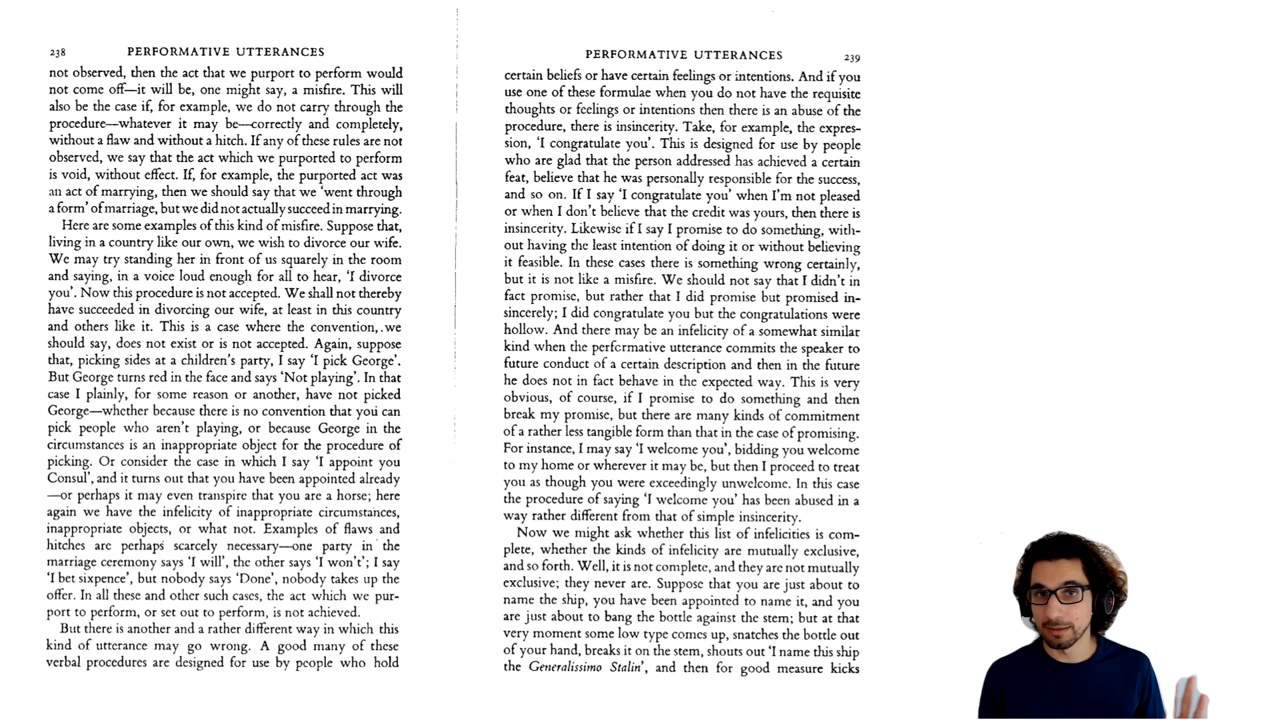 238 PERFORMATIVE UTTERANCES
not observed, then the act that we purport to perform would
not come off—it will be, one might say, a misfire. This will
also be the case if, for example, we do not carry through the
procedure—whatever it may be—correctly and completely,
without a flaw and without a hitch. If any of these rules are not
observed, we say that the act which we purported to perform
is void, without effect. If, for example, the purported act was
an act of marrying, then we should say that we ‘went through
a form’ of marriage, but we did not actually succeed in marrying.
Here are some examples of this kind of misfire. Suppose that,
living in a country like our own, we wish to divorce our wife.
We may try standing her in front of us squarely in the room
and saying, in a voice loud enough for all to hear, ‘I divorce
you’. Now this procedure is not accepted. We shall not thereby
have succeeded in divorcing our wife, at least in this country
and others like it. This is a case where the convention, we
should say, does not exist or is not accepted. Again, suppose
that, picking sides at a children’s party, I say ‘I pick George’.
But George turns red in the face and says ‘Not playing’. In that
case I plainly, for some reason or another, have not picked
George—whether because there is no convention that you can
pick people who aren’t playing, or because George in the
circumstances is an inappropriate object for the procedure of
picking. Or consider the case in which I say ‘I appoint you
Consul’, and it turns out that you have been appointed already
—or perhaps it may even transpire that you are a horse; here
again we have the infelicity of inappropriate circumstances,
inappropriate objects, or what not. Examples of flaws and
hitches are perhaps scarcely necessary—one party in the
marriage ceremony says ‘I will’, the other says ‘I won’t’; I say
‘I bet sixpence’, but nobody says ‘Done’, nobody takes up the
offer. In all these and other such cases, the act which we pur-
port to perform, or set out to perform, is not achieved.
But there is another and a rather different way in which this
kind of utterance may go wrong. A good many of these
verbal procedures are designed for use by people who hold
PERFORMATIVE UTTERANCES 239
certain beliefs or have certain feelings or intentions. And if you
use one of these formulae when you do not have the requisite
thoughts or feelings or intentions then there is an abuse of the
procedure, there is insincerity. Take, for example, the expres-
sion, ‘I congratulate you’. This is designed for use by people
who are glad that the person addressed has achieved a certain
feat, believe that he was personally responsible for the success,
and so on. If I say ‘I congratulate you’ when I’m not pleased
or when I don’t believe that the credit was yours, then there is
insincerity. Likewise if I say I promise to do something, with-
out having the least intention of doing it or without believing
it feasible. In these cases there is something wrong certainly,
but it is not like a misfire. We should not say that I didn’t in
fact promise, but rather that I did promise but promised in-
sincerely; I did congratulate you but the congratulations were
hollow. And there may be an infelicity of a somewhat similar
kind when the performative utterance commits the speaker to
future conduct of a certain description and then in the future
he does not in fact behave in the expected way. This is very
obvious, of course, if I promise to do something and then
break my promise, but there are many kinds of commitment
of a rather less tangible form than that in the case of promising.
For instance, I may say ‘I welcome you’, bidding you welcome
to my home or wherever it may be, but then I proceed to treat
you as though you were exceedingly unwelcome. In this case
the procedure of saying ‘I welcome you’ has been abused in a
way rather different from that of simple insincerity.
Now we might ask whether this list of infelicities is com-
plete, whether the kinds of infelicity are mutually exclusive,
and so forth. Well, it is not complete, and they are not mutually
exclusive; they never are. Suppose that you are just about to
name the ship, you have been appointed to name it, and you
are just about to bang the bottle against the stem; but at that
very moment some low type comes up, snatches the bottle out
of your hand, breaks it on the stem, shouts out ‘I name this ship
the Generalissimo Stalin’, and then for good measure kicks